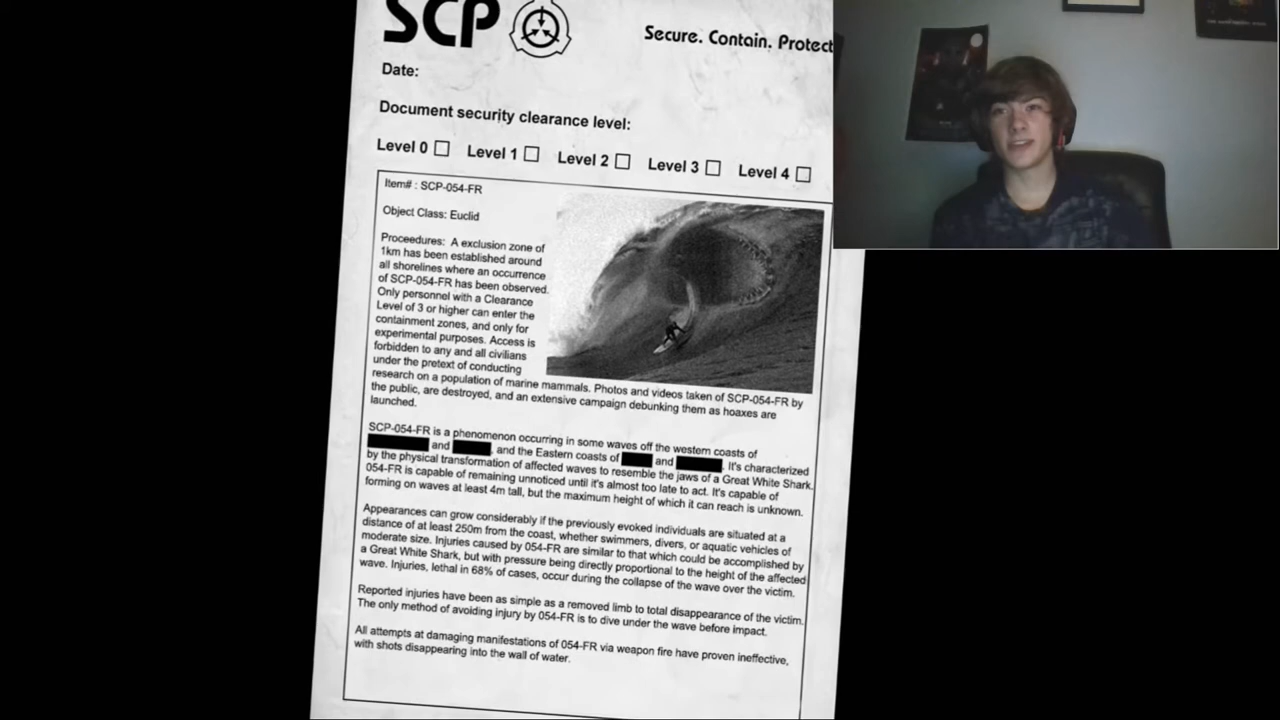 SCP
Secure. Contain. Protect
Date:
Document security clearance level:
Level 0 Level 1 Level 2 Level 3 Level 4
Item# : SCP-054-FR
Object Class: Euclid
Proceedures: A exclusion zone of
1km has been established around
all shorelines where an occurrence
of SCP-054-FR has been observed.
Only personnel with a Clearance
Level of 3 or higher can enter the
containment zones, and only for
experimental purposes. Access is
forbidden to any and all civilians
under the pretext of conducting
research on a population of marine mammals. Photos and videos taken of SCP-054-FR by
the public, are destroyed, and an extensive campaign debunking them as hoaxes are
launched.
SCP-054-FR is a phenomenon occurring in some waves off the western coasts of
and , and the Eastern coasts of and . It's characterized
by the physical transformation of affected waves to resemble the jaws of a Great White Shark.
054-FR is capable of remaining unnoticed until it's almost too late to act. It's capable of
forming on waves at least 4m tall, but the maximum height of which it can reach is unknown.
Appearances can grow considerably if the previously evoked individuals are situated at a
distance of at least 250m from the coast, whether swimmers, divers, or aquatic vehicles of
moderate size. Injuries caused by 054-FR are similar to that which could be accomplished by
a Great White Shark, but with pressure being directly proportional to the height of the affected
wave. Injuries, lethal in 68% of cases, occur during the collapse of the wave over the victim.
Reported injuries have been as simple as a removed limb to total disappearance of the victim.
The only method of avoiding injury by 054-FR is to dive under the wave before impact.
All attempts at damaging manifestations of 054-FR via weapon fire have proven ineffective,
with shots disappearing into the wall of water.